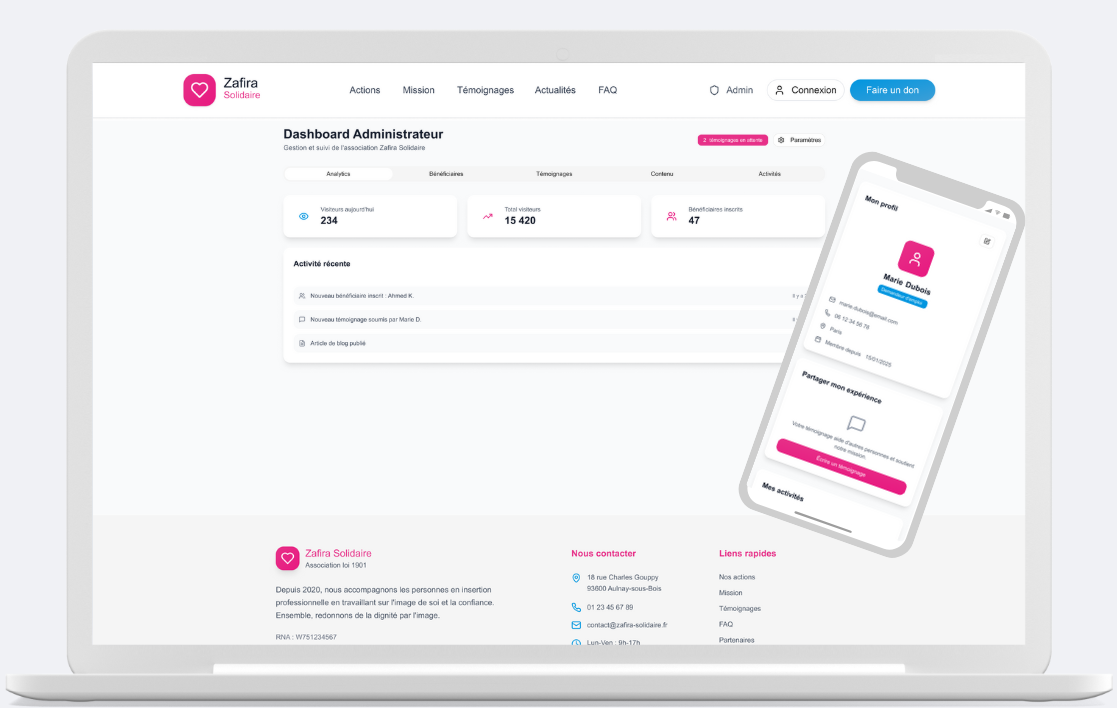 Zafira
Solidaire
Actions
Mission
Témoignages
Actualités
FAQ
Admin
Connexion
Faire un don
Dashboard Administrateur
Gestion et suivi de l'association Zafira Solidaire
2 témoignages en attente
Paramètres
Analytics
Bénéficiaires
Témoignages
Contenu
Activités
Visiteurs aujourd'hui
234
Total visiteurs
15 420
Bénéficiaires inscrits
47
Activité récente
Nouveau bénéficiaire inscrit : Ahmed K.
Il y a
Nouveau témoignage soumis par Marie D.
Article de blog publié
Mon profil
Marie Dubois
Demandeur d'emploi
marie.dubois@email.com
06 12 34 56 78
Paris
Membre depuis 15/01/2025
Partager mon expérience
Votre témoignage aide d'autres personnes et soutient
notre mission.
Écrire un témoignage
Mes activités
Zafira Solidaire
Association loi 1901
Depuis 2020, nous accompagnons les personnes en insertion
professionnelle en travaillant sur l'image de soi et la confiance.
Ensemble, redonnons de la dignité par l'image.
RNA : W751234567
Nous contacter
18 rue Charles Gouppy
93600 Aulnay-sous-Bois
01 23 45 67 89
contact@zafira-solidaire.fr
Lun-Ven : 9h-17h
Liens rapides
Nos actions
Mission
Témoignages
FAQ
Partenaires